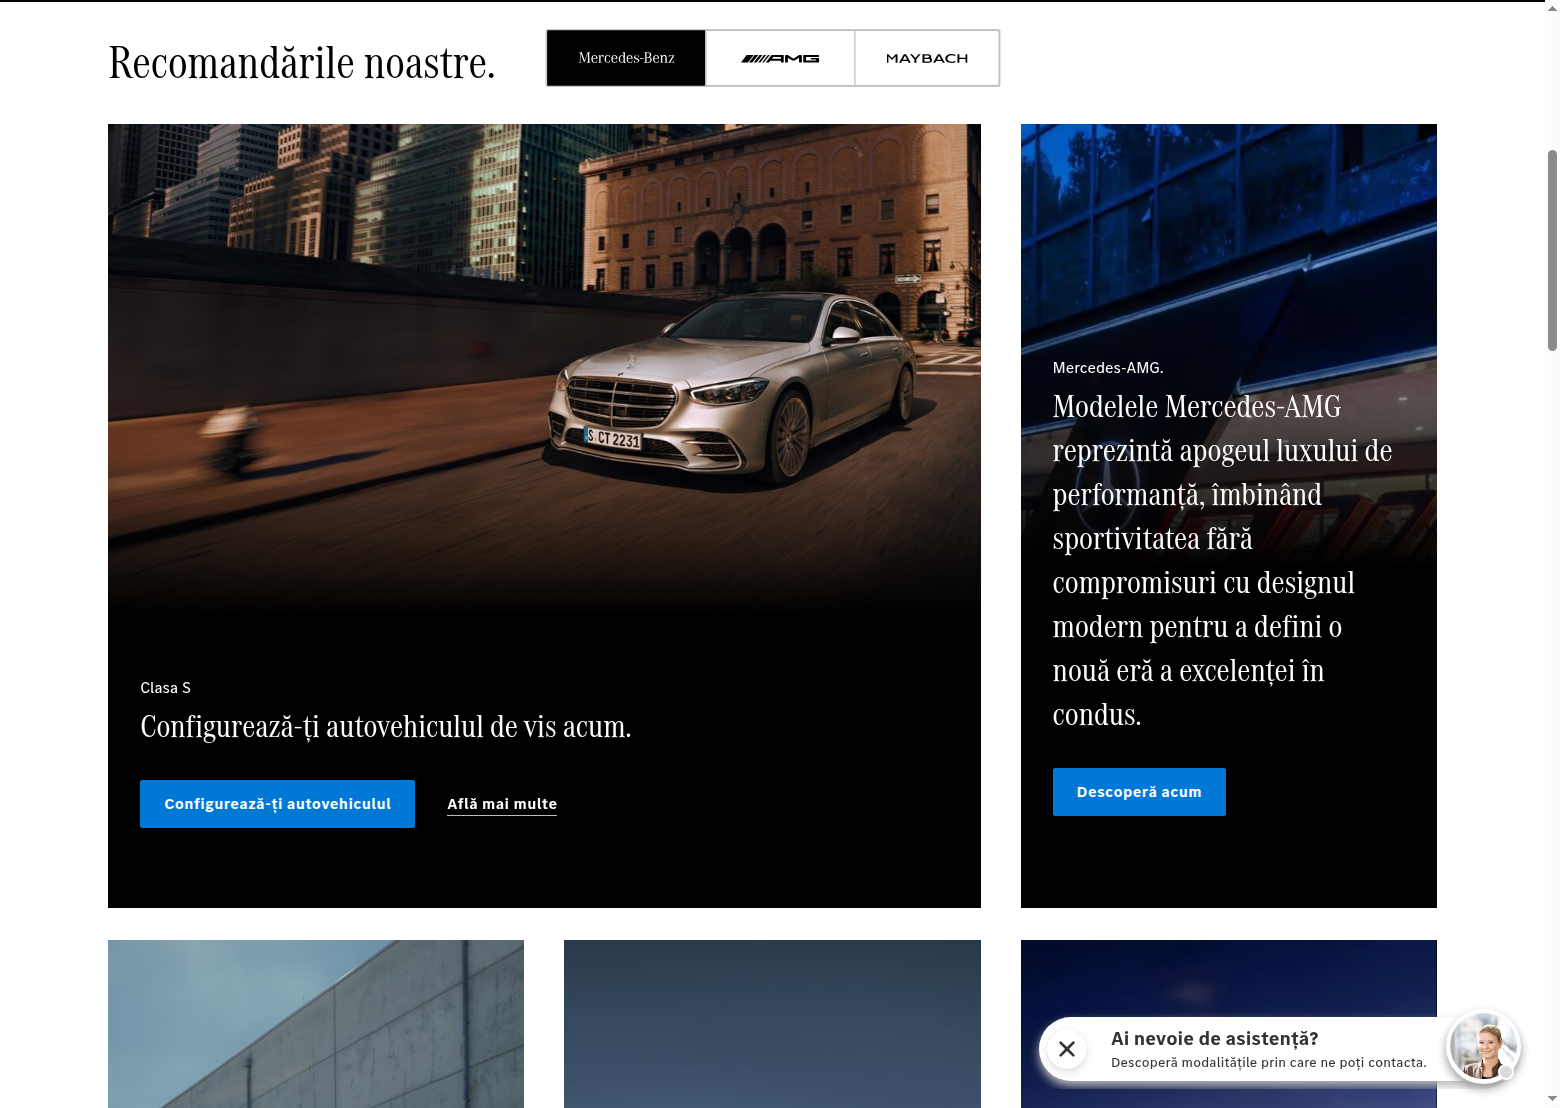 Recomandările noastre.
Mercedes-Benz
AMG
MAYBACH
S CT 2231
Clasa S
Configurează-ți autovehiculul de vis acum.
Configurează-ți autovehiculul
Află mai multe
Mercedes-AMG.
Modelele Mercedes-AMG
reprezintă apogeul luxului de
performanță, îmbinând
sportivitatea fără
compromisuri cu designul
modern pentru a defini o
nouă eră a excelenței în
condus.
Descoperă acum
Ai nevoie de asistență?
Descoperă modalitățile prin care ne poți contacta.